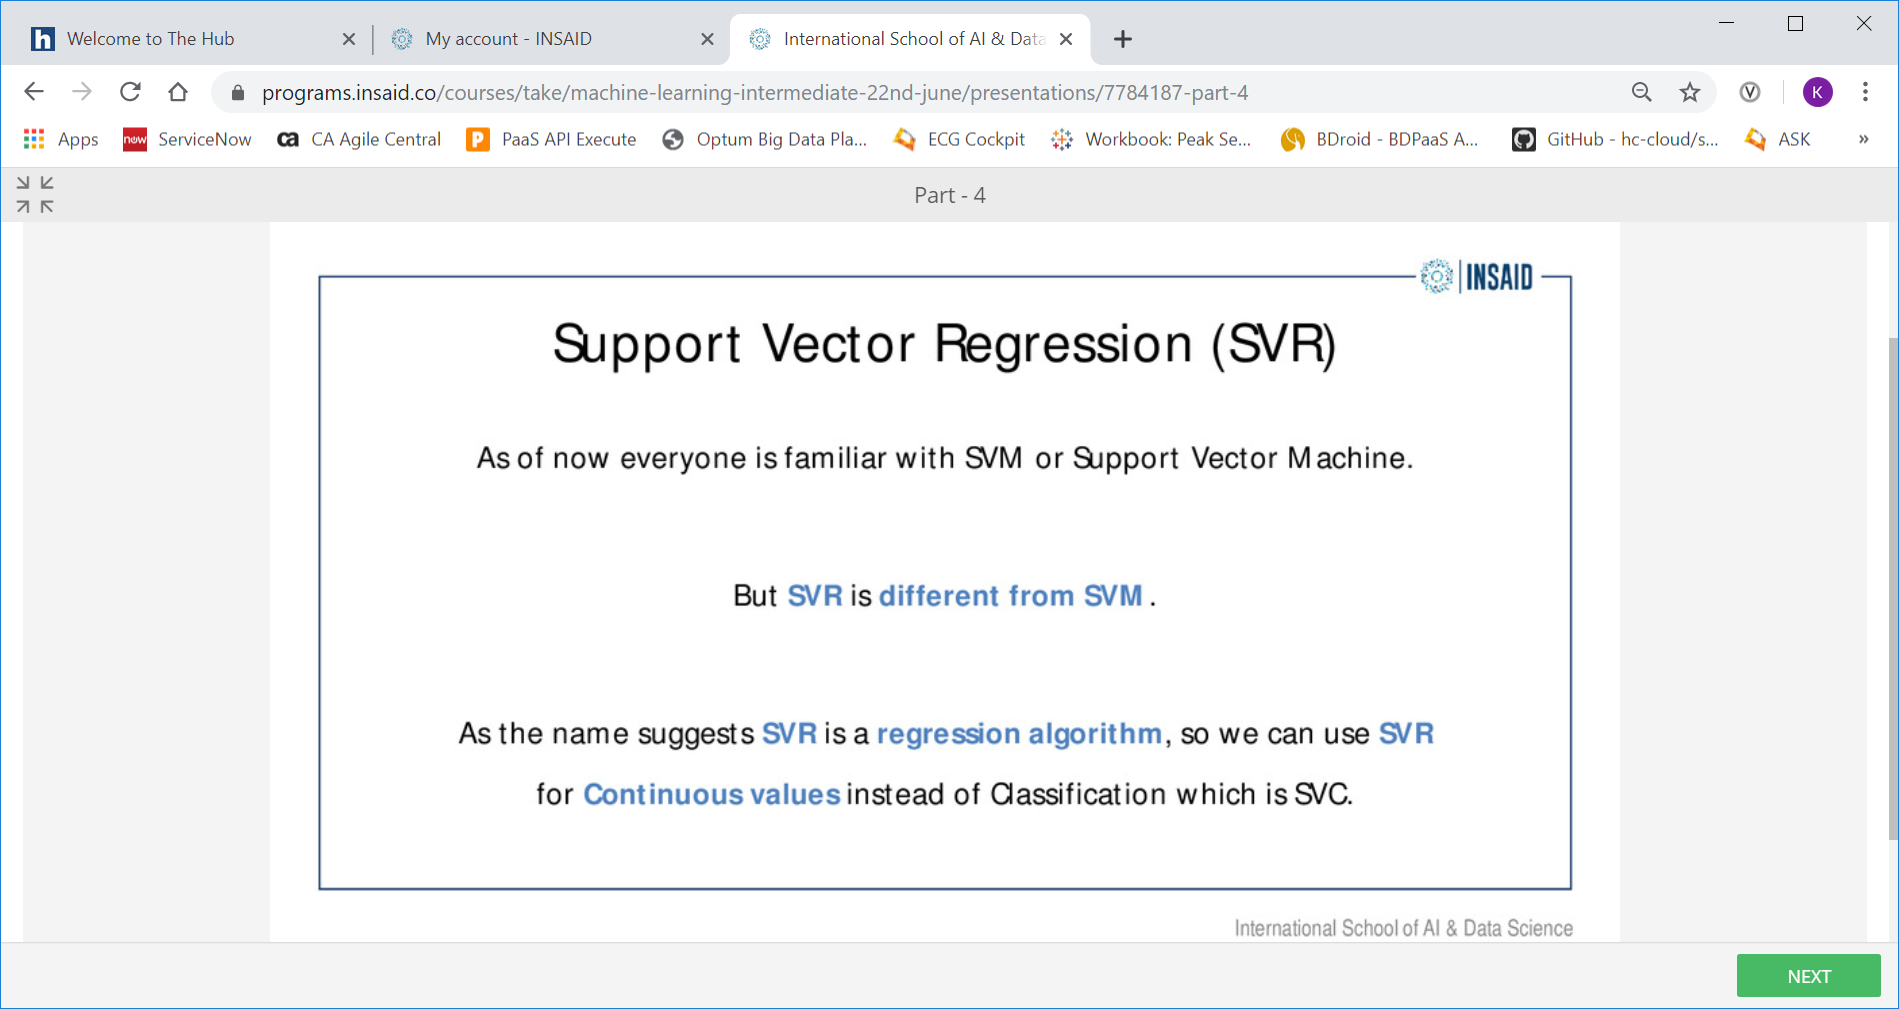 h Welcome to The Hub
My account - INSAID
International School of AI & Data
programs.insaid.co/courses/take/machine-learning-intermediate-22nd-june/presentations/7784187-part-4
V
K
Apps
now ServiceNow
ca CA Agile Central
P PaaS API Execute
Optum Big Data Pla...
ECG Cockpit
Workbook: Peak Se...
BDroid - BDPaaS A...
GitHub - hc-cloud/s...
ASK
»
Part - 4
INSAID
Support Vector Regression (SVR)
As of now everyone is familiar with SVM or Support Vector Machine.
But SVR is different from SVM .
As the name suggests SVR is a regression algorithm, so we can use SVR
for Continuous values instead of Classification which is SVC.
International School of AI & Data Science
NEXT